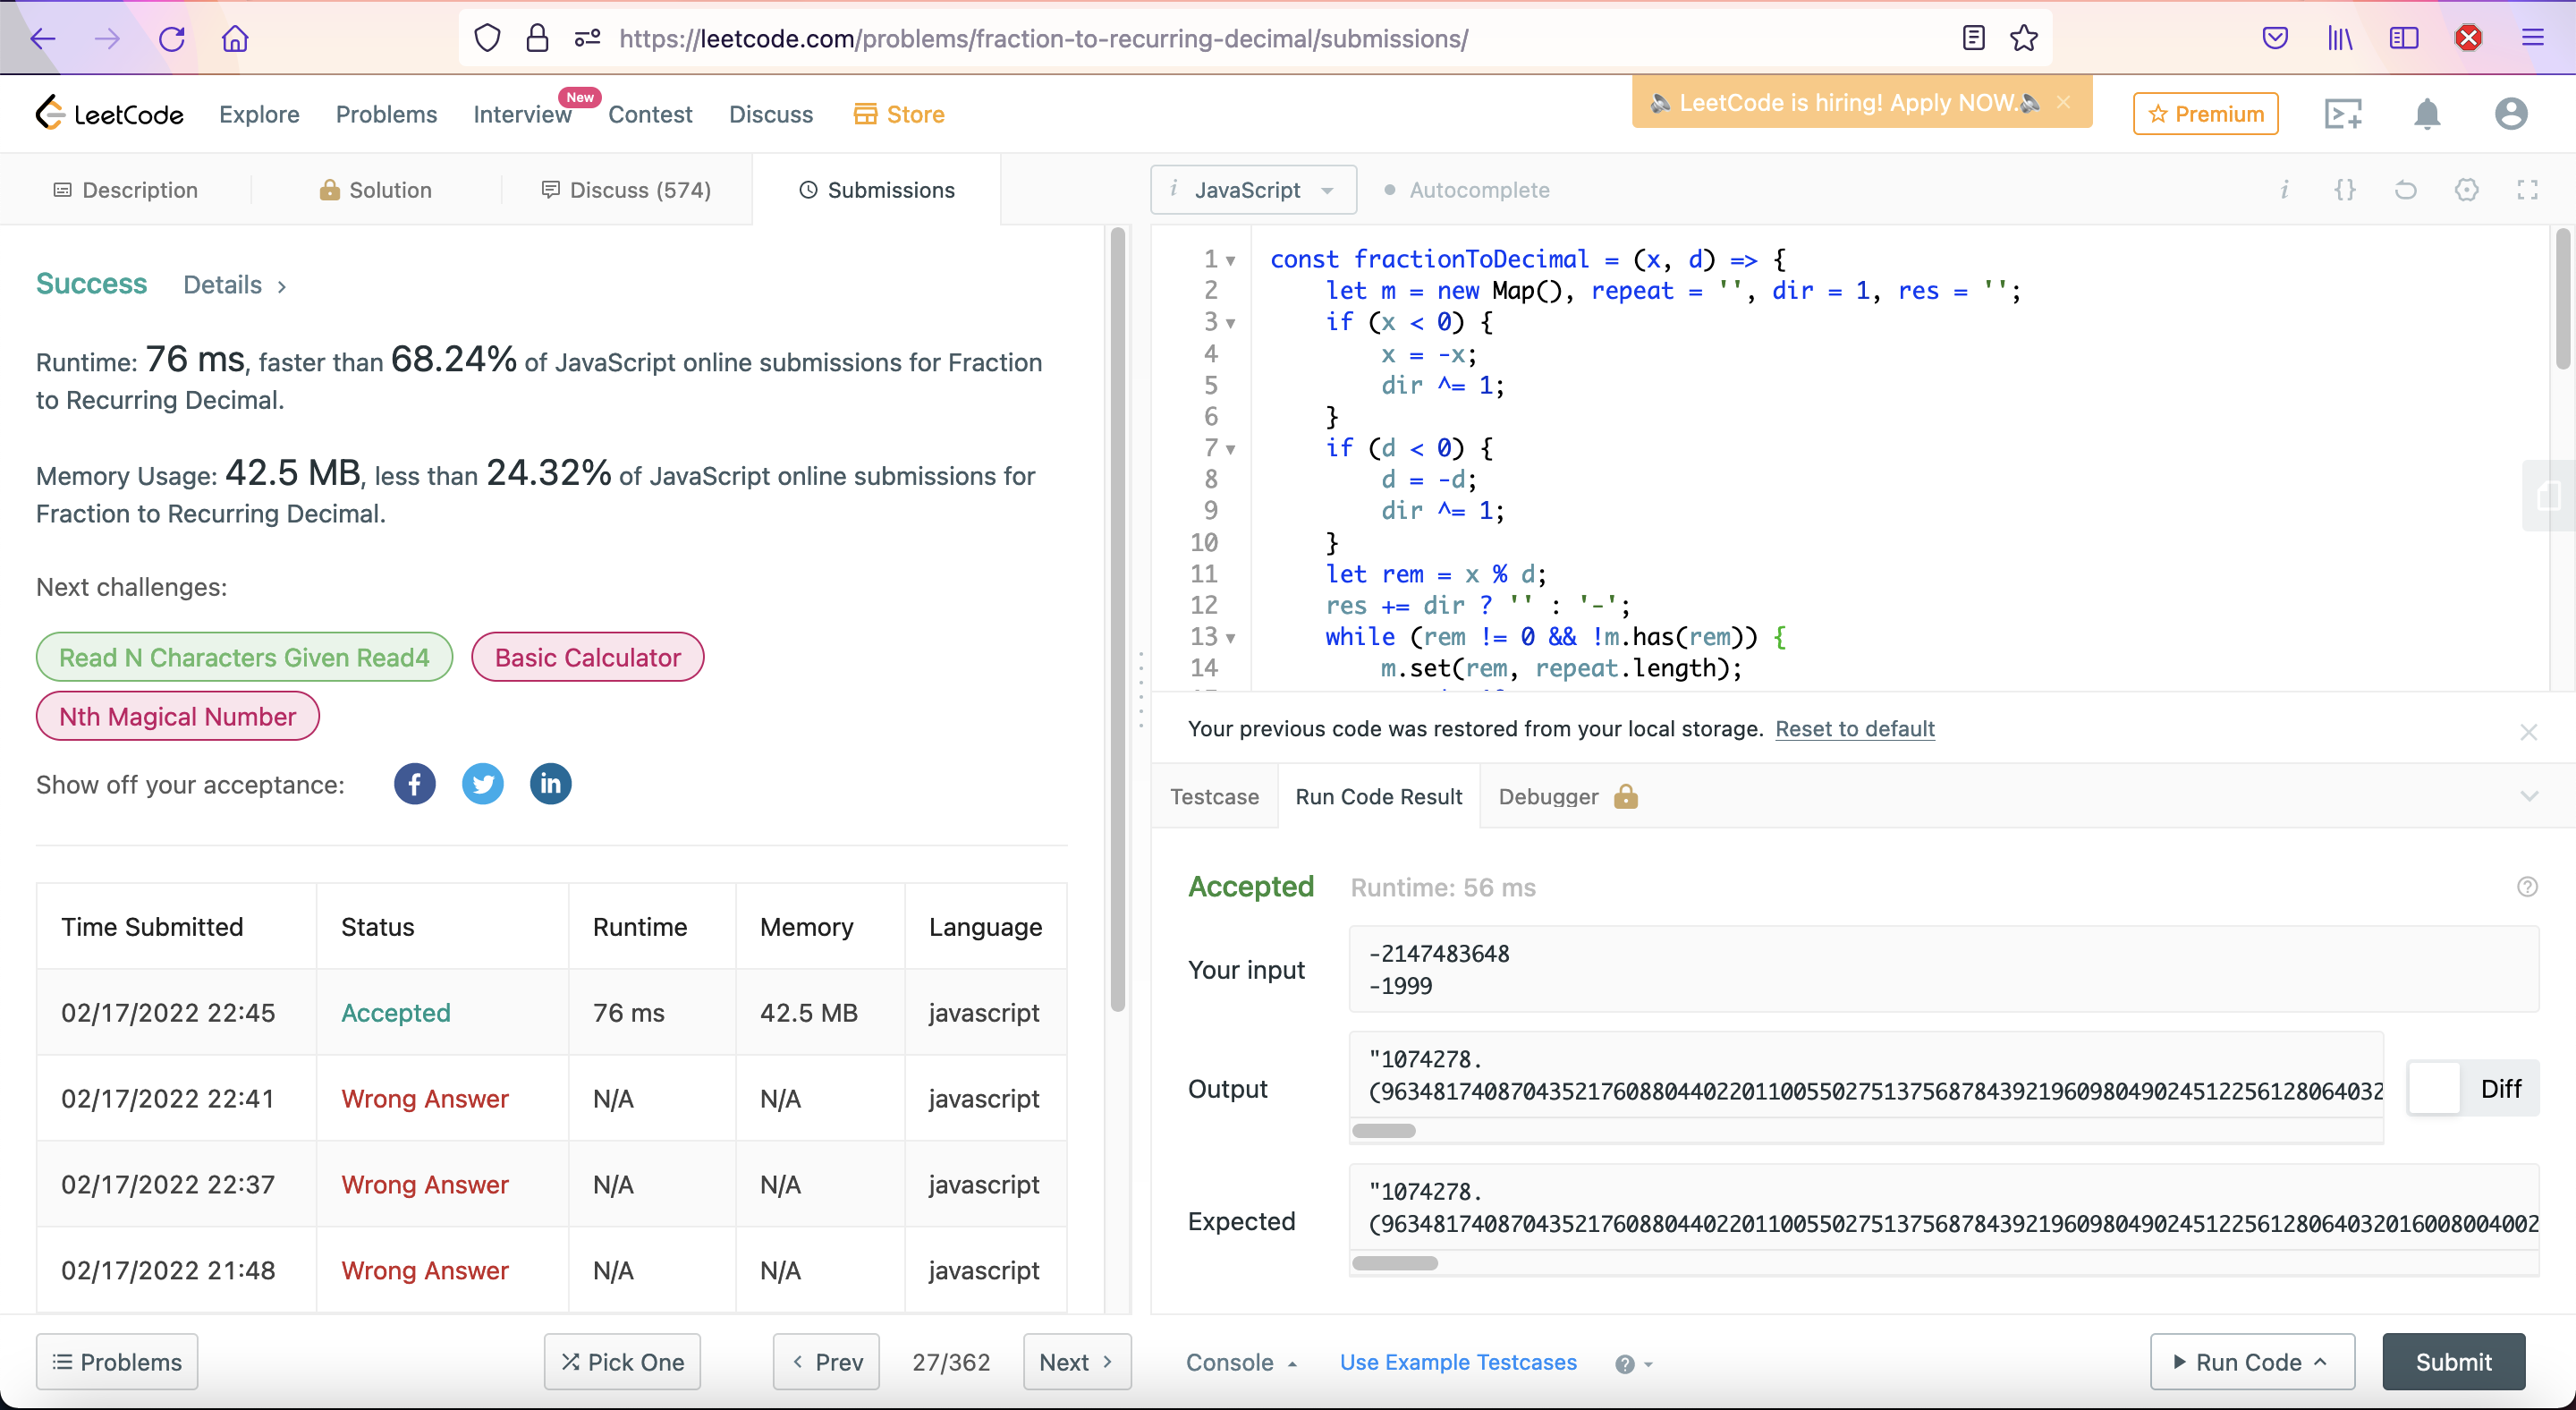 https://leetcode.com/problems/fraction-to-recurring-decimal/submissions/
LeetCode
Explore
Problems
Interview
New
Contest
Discuss
Store
LeetCode is hiring! Apply NOW.
Premium
Description
Solution
Discuss (574)
Submissions
i JavaScript
Autocomplete
i {}
Success
Details >
Runtime: 76 ms, faster than 68.24% of JavaScript online submissions for Fraction
to Recurring Decimal.
Memory Usage: 42.5 MB, less than 24.32% of JavaScript online submissions for
Fraction to Recurring Decimal.
Next challenges:
Read N Characters Given Read4
Basic Calculator
Nth Magical Number
Show off your acceptance:
f
in
Time Submitted Status Runtime Memory Language
02/17/2022 22:45 Accepted 76 ms 42.5 MB javascript
02/17/2022 22:41 Wrong Answer N/A N/A javascript
02/17/2022 22:37 Wrong Answer N/A N/A javascript
02/17/2022 21:48 Wrong Answer N/A N/A javascript
Problems
Pick One
Prev
27/362
Next
1 const fractionToDecimal = (x, d) => {
2 let m = new Map(), repeat = '', dir = 1, res = '';
3 if (x < 0) {
4 x = -x;
5 dir ^= 1;
6 }
7 if (d < 0) {
8 d = -d;
9 dir ^= 1;
10 }
11 let rem = x % d;
12 res += dir ? '' : '-';
13 while (rem != 0 && !m.has(rem)) {
14 m.set(rem, repeat.length);
Your previous code was restored from your local storage. Reset to default
Testcase
Run Code Result
Debugger
Accepted
Runtime: 56 ms
Your input
-2147483648
-1999
Output
"1074278.
(963481740870435217608804402201100550275137568784392196098049024512256128064032
Diff
Expected
"1074278.
(963481740870435217608804402201100550275137568784392196098049024512256128064032016008004002
Console
Use Example Testcases
Run Code
Submit